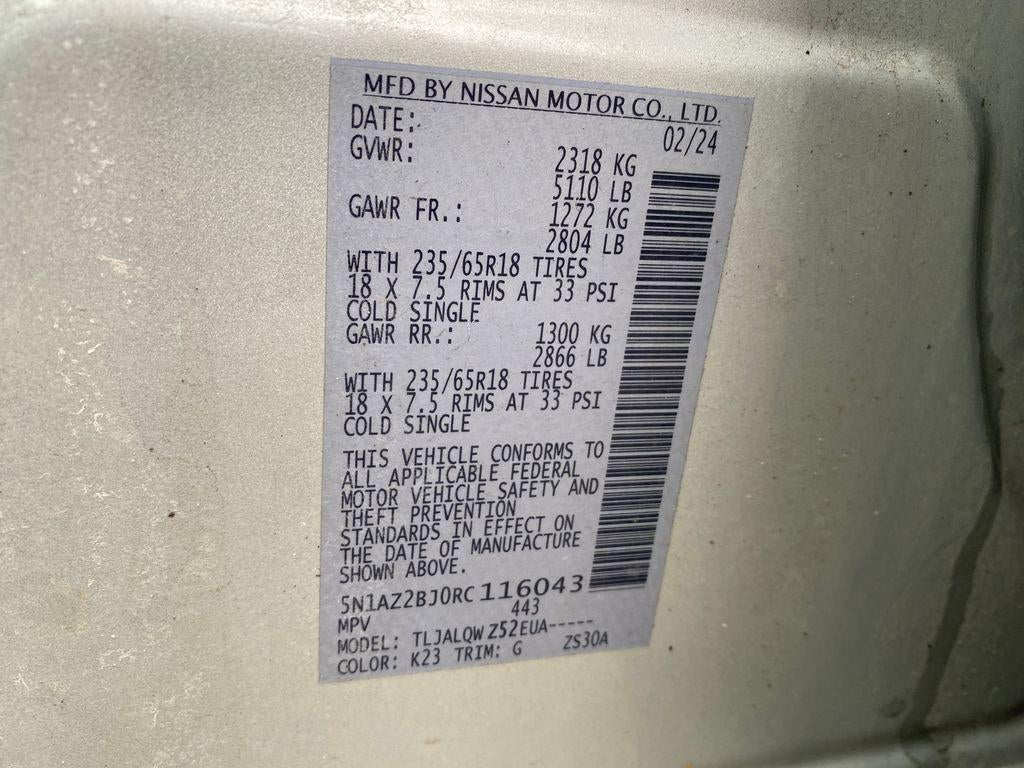 MFD BY NISSAN MOTOR CO., LTD.
DATE: 02/24
GVWR: 2318 KG
5110 LB
GAWR FR.: 1272 KG
2804 LB
WITH 235/65R18 TIRES
18 X 7.5 RIMS AT 33 PSI
COLD SINGLE
GAWR RR.: 1300 KG
2866 LB
WITH 235/65R18 TIRES
18 X 7.5 RIMS AT 33 PSI
COLD SINGLE
THIS VEHICLE CONFORMS TO
ALL APPLICABLE FEDERAL
MOTOR VEHICLE SAFETY AND
THEFT PREVENTION
STANDARDS IN EFFECT ON
THE DATE OF MANUFACTURE
SHOWN ABOVE.
5N1AZ2BJ0RC116043
MPV 443
MODEL: TLJALQWZ52EUA-----
COLOR: K23 TRIM: G ZS30A